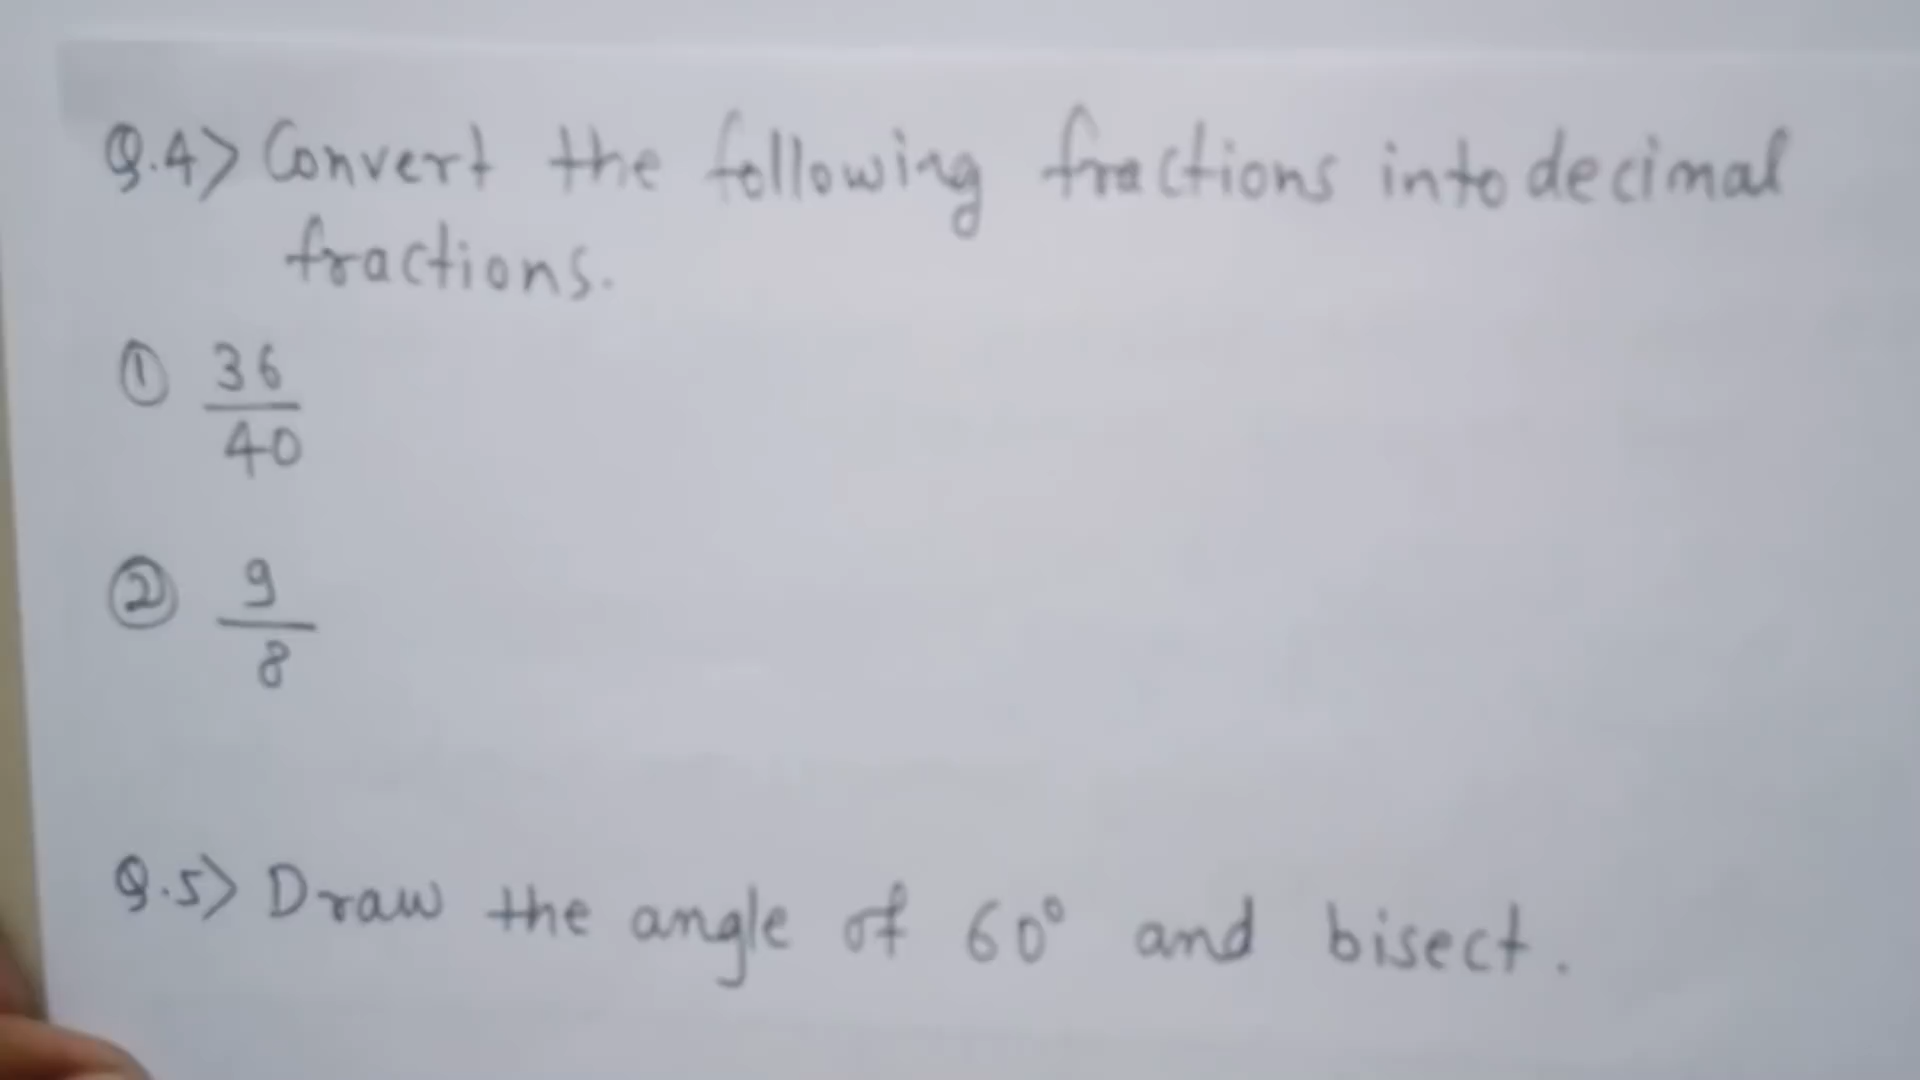 Q.4> Convert the following fractions into decimal
fractions.
① 36
40
② 9
8
Q.5> Draw the angle of 60° and bisect.